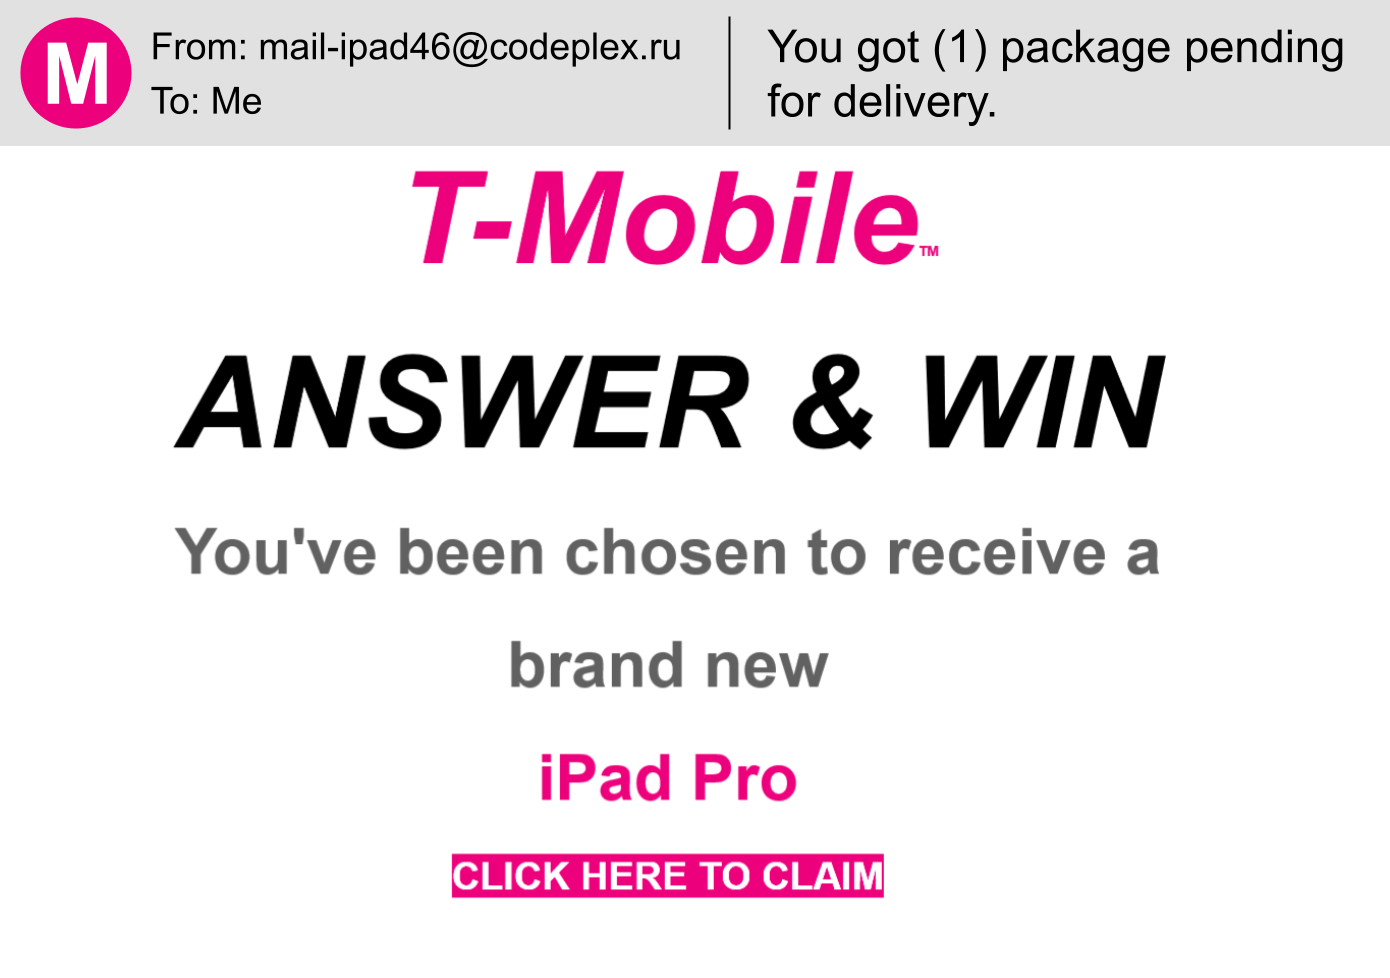 M
From: mail-ipad46@codeplex.ru
To: Me
You got (1) package pending
for delivery.
T-Mobile™
ANSWER & WIN
You've been chosen to receive a
brand new
iPad Pro
CLICK HERE TO CLAIM